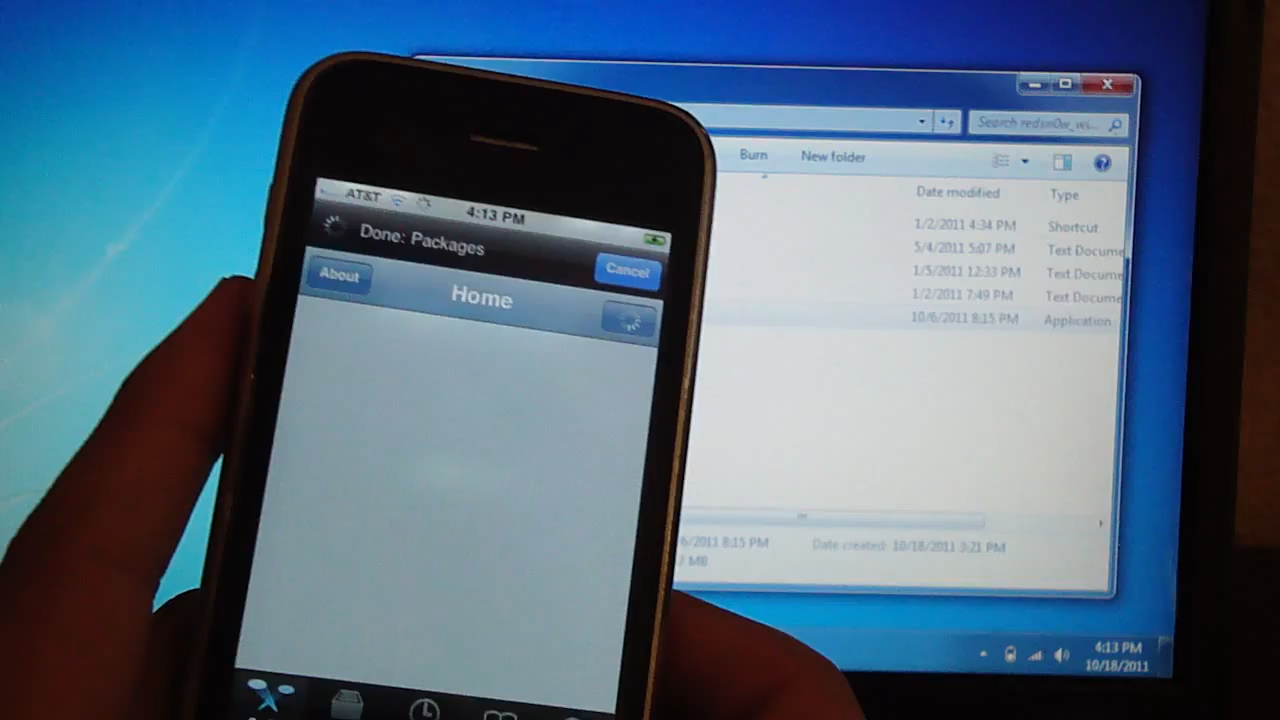 AT&T 4:13 PM
Done: Packages
Cancel
About
Home
Search redsn0w_wi...
Burn New folder
Date modified Type
1/2/2011 4:34 PM Shortcut
5/4/2011 5:07 PM Text Docume
1/5/2011 12:33 PM Text Docume
1/2/2011 7:49 PM Text Docume
10/6/2011 8:15 PM Application
6/2011 8:15 PM Date created: 10/18/2011 3:21 PM
MB
4:13 PM
10/18/2011